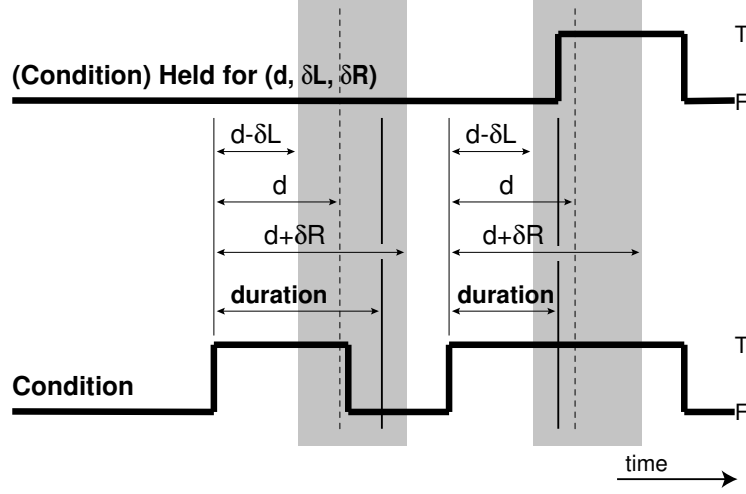 T
(Condition) Held for (d, δL, δR)
F
d-δL
d-δL
d
d
d+δR
d+δR
duration
duration
T
Condition
F
time